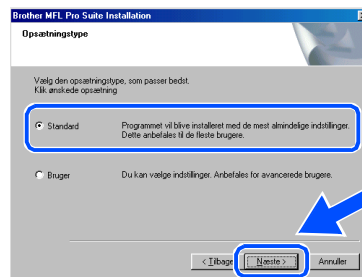 Brother MFL Pro Suite Installation
Opsætningstype
Vælg den opsætningstype, som passer bedst.
Klik ønskede opsætning
Standard
Programmet vil blive installeret med de mest almindelige indstillinger.
Dette anbefales til de fleste brugere.
Bruger
Du kan vælge indstillinger. Anbefales for avancerede brugere.
< Tilbage
Næste >
Annuller